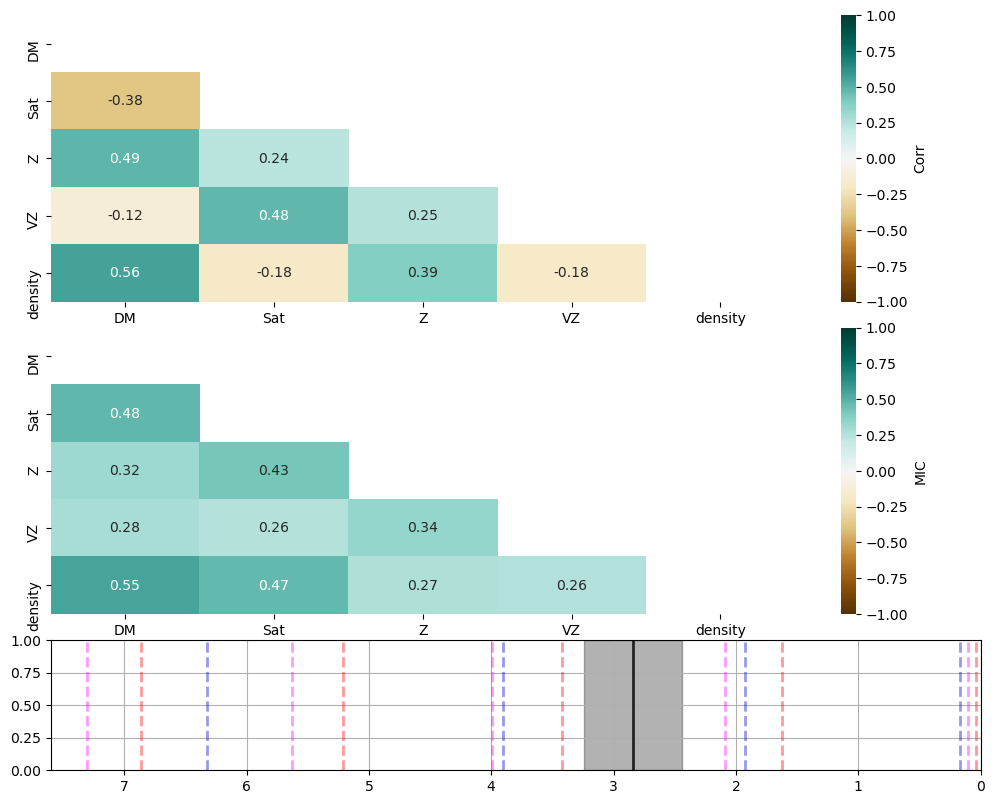 DM
Sat
Z
VZ
density
-0.38
0.49 0.24
-0.12 0.48 0.25
0.56 -0.18 0.39 -0.18
DM Sat Z VZ density
1.00
0.75
0.50
0.25
0.00
−0.25
−0.50
−0.75
−1.00
Corr
DM
Sat
Z
VZ
density
0.48
0.32 0.43
0.28 0.26 0.34
0.55 0.47 0.27 0.26
DM Sat Z VZ density
1.00
0.75
0.50
0.25
0.00
−0.25
−0.50
−0.75
−1.00
MIC
1.00
0.75
0.50
0.25
0.00
7 6 5 4 3 2 1 0